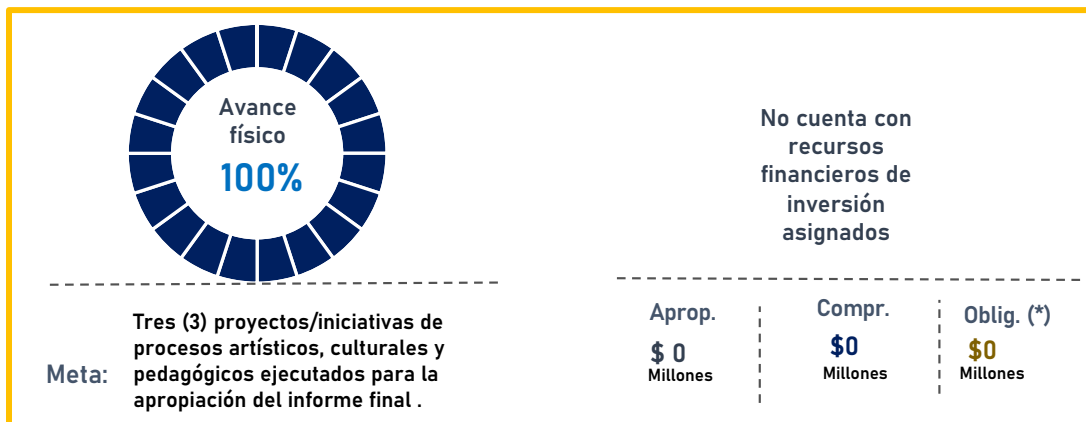 Avance
físico
100%
No cuenta con
recursos
financieros de
inversión
asignados
Meta:
Tres (3) proyectos/iniciativas de
procesos artísticos, culturales y
pedagógicos ejecutados para la
apropiación del informe final .
Aprop.
$ 0
Millones
Compr.
$0
Millones
Oblig. (*)
$0
Millones